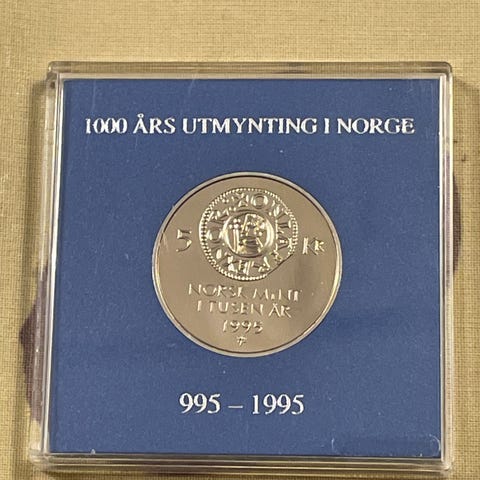 1000 ÅRS UTMYNTING I NORGE
5 KR
NORSK MYNT
I TUSEN ÅR
1995
995 – 1995